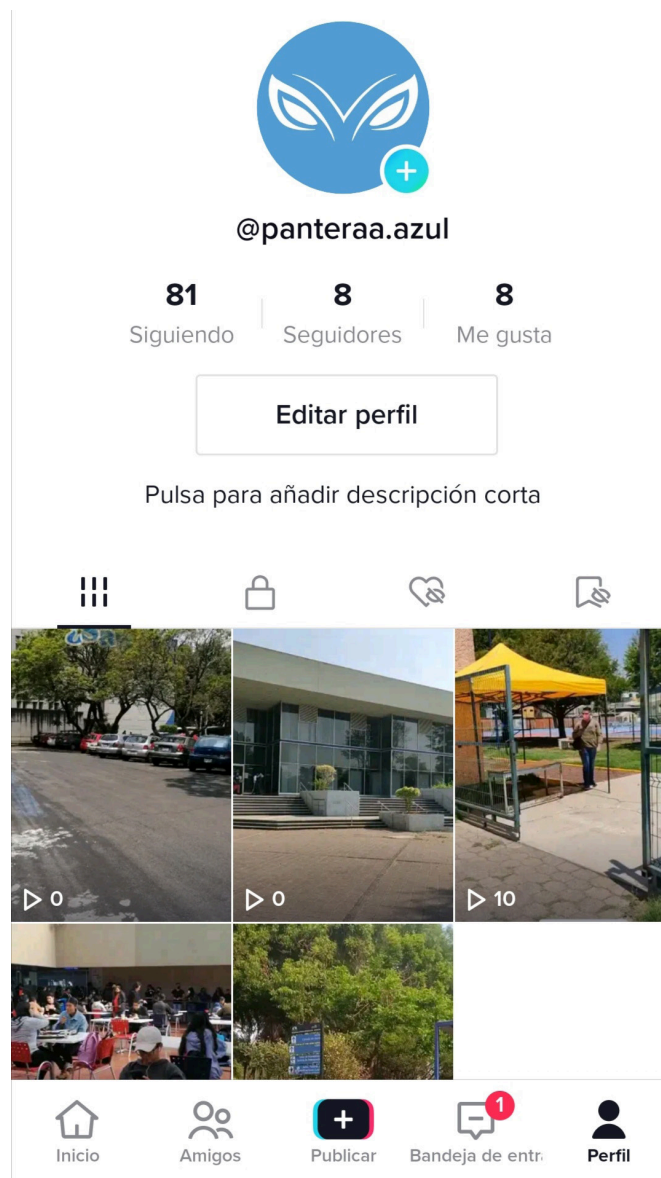 @panteraa.azul
81 8 8
Siguiendo Seguidores Me gusta
Editar perfil
Pulsa para añadir descripción corta
0 0 10
1
Inicio Amigos Publicar Bandeja de entr Perfil